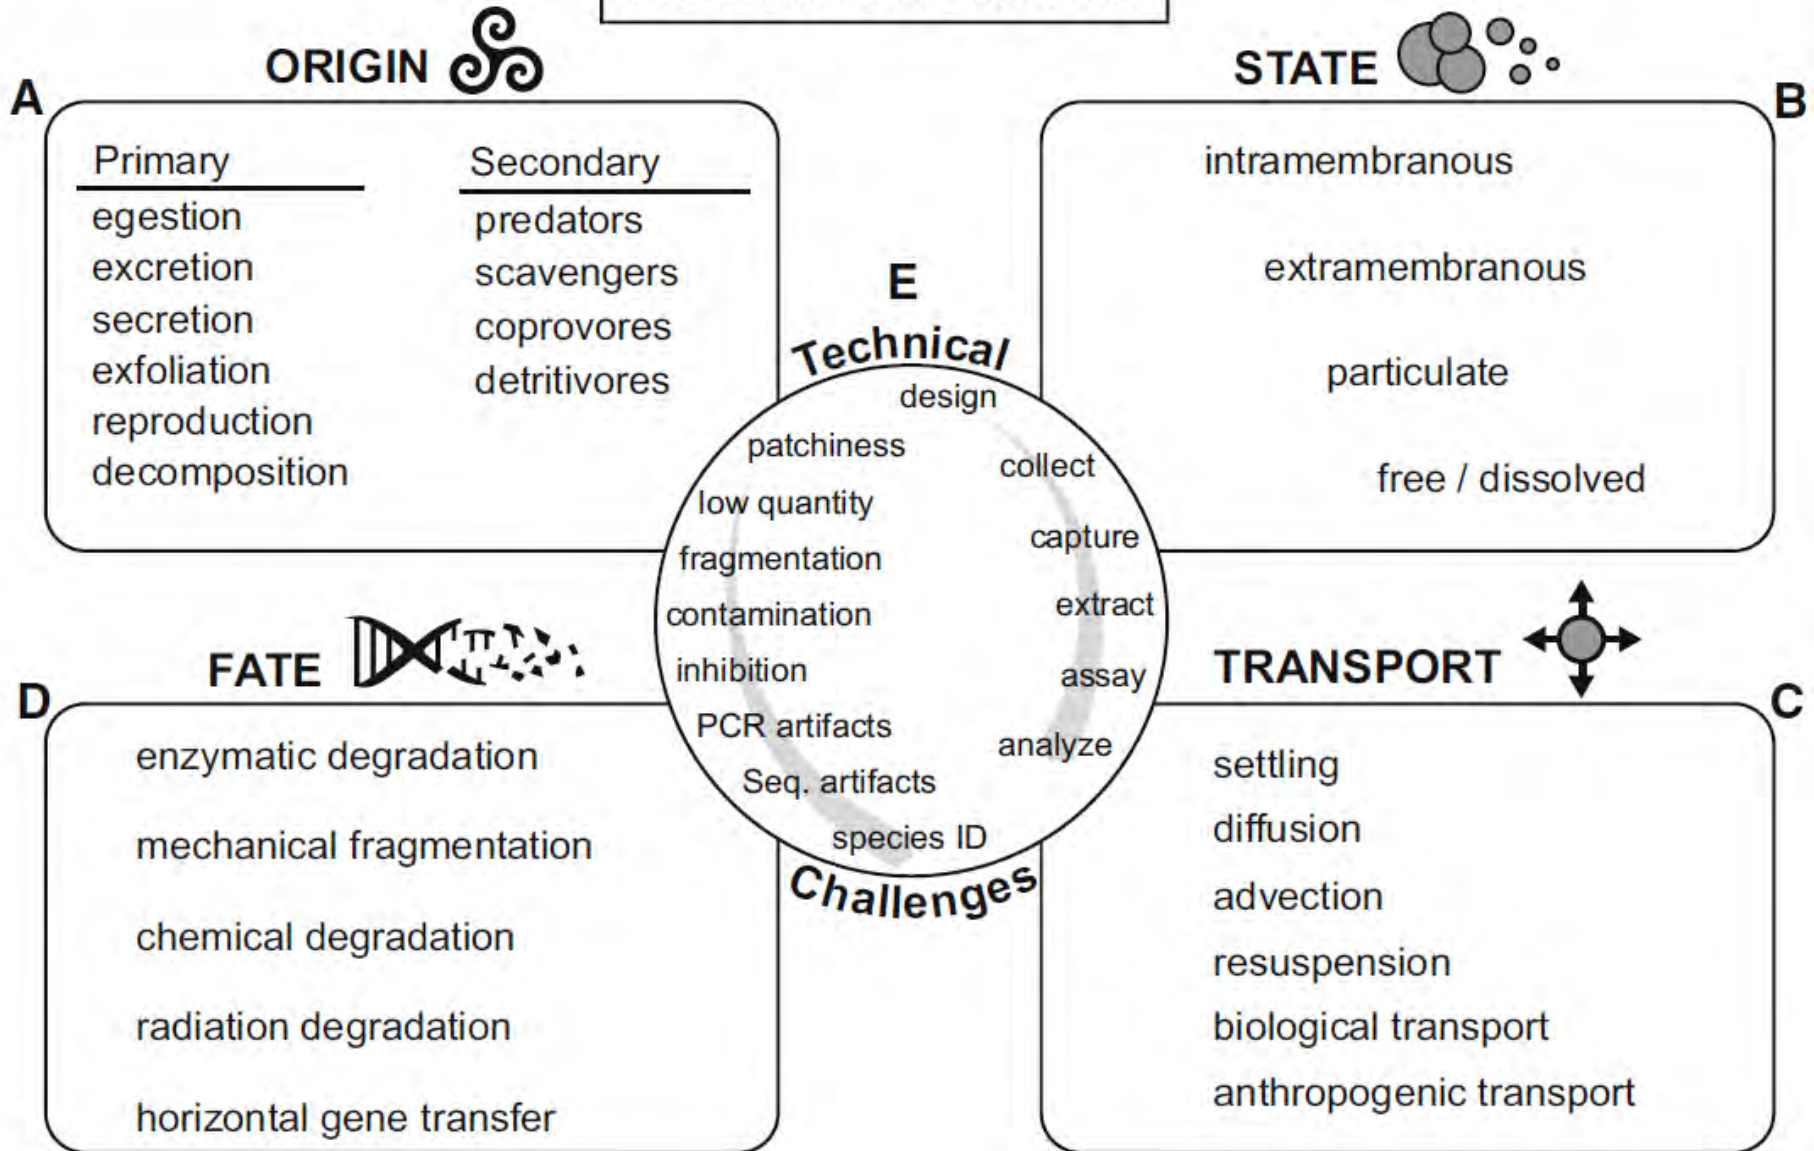 ORIGIN
A
Primary
egestion
excretion
secretion
exfoliation
reproduction
decomposition
Secondary
predators
scavengers
coprovores
detritivores
STATE
B
intramembranous
extramembranous
particulate
free / dissolved
E
Technical
design
collect
capture
extract
assay
analyze
patchiness
low quantity
fragmentation
contamination
inhibition
PCR artifacts
Seq. artifacts
species ID
Challenges
FATE
D
enzymatic degradation
mechanical fragmentation
chemical degradation
radiation degradation
horizontal gene transfer
TRANSPORT
C
settling
diffusion
advection
resuspension
biological transport
anthropogenic transport